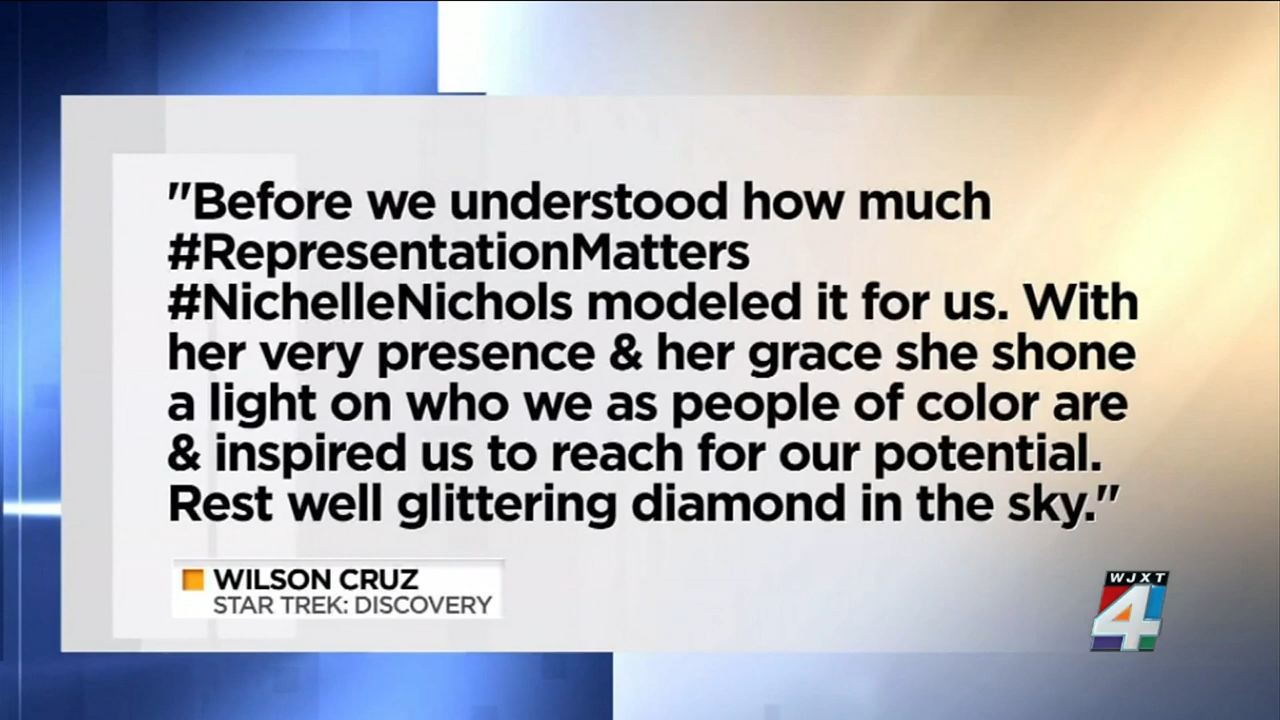 "Before we understood how much
#RepresentationMatters
#NichelleNichols modeled it for us. With
her very presence & her grace she shone
a light on who we as people of color are
& inspired us to reach for our potential.
Rest well glittering diamond in the sky."
WILSON CRUZ
STAR TREK: DISCOVERY
WJXT
4